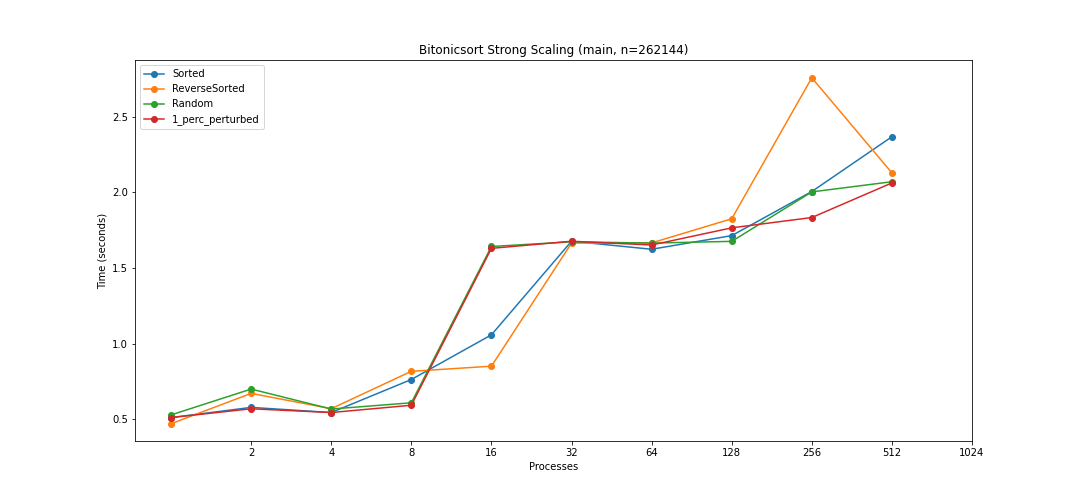 Bitonicsort Strong Scaling (main, n=262144)
Sorted
ReverseSorted
Random
1_perc_perturbed
2.5
2.0
1.5
1.0
0.5
Time (seconds)
2 4 8 16 32 64 128 256 512 1024
Processes